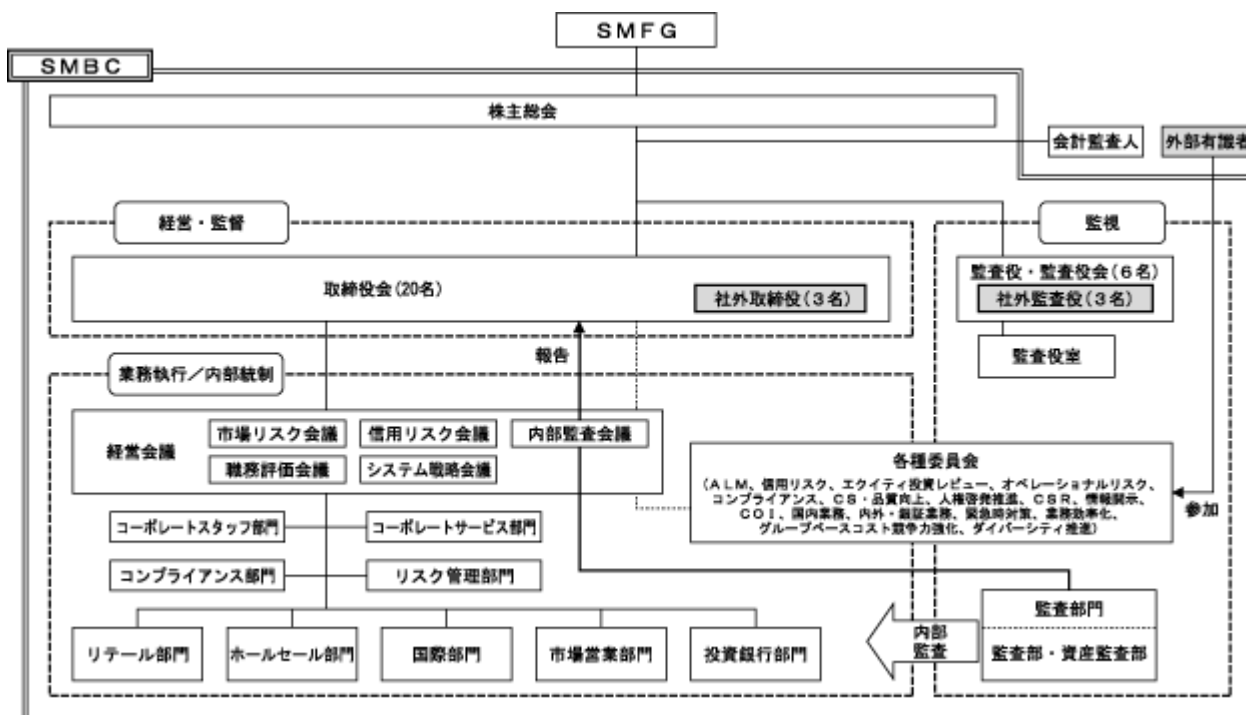 SMFG
SMBC
株主総会
会計監査人
外部有識者
経営・監督
監視
取締役会(20名)
社外取締役(3名)
監査役・監査役会(6名)
社外監査役(3名)
監査役室
報告
業務執行/内部統制
経営会議
市場リスク会議
信用リスク会議
内部監査会議
職務評価会議
システム戦略会議
各種委員会
(ALM、信用リスク、エクイティ投資レビュー、オペレーショナルリスク、
コンプライアンス、CS・品質向上、人権啓発推進、CSR、情報開示、
COI、国内業務、内外・銀証業務、緊急時対策、業務効率化、
グループベースコスト競争力強化、ダイバーシティ推進)
参加
コーポレートスタッフ部門
コーポレートサービス部門
コンプライアンス部門
リスク管理部門
リテール部門
ホールセール部門
国際部門
市場営業部門
投資銀行部門
内部
監査
監査部門
監査部・資産監査部